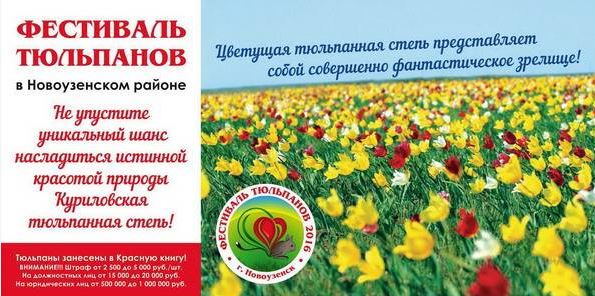 ФЕСТИВАЛЬ
ТЮЛЬПАНОВ
в Новоузенском районе
Не упустите
уникальный шанс
насладиться истинной
красотой природы
Куриловская
тюльпанная степь!
Тюльпаны занесены в Красную книгу!
ВНИМАНИЕ!!! Штраф от 2 500 до 5 000 руб./шт.
На должностных лиц от 15 000 до 20 000 руб.
На юридических лиц от 500 000 до 1 000 000 руб.
Цветущая тюльпанная степь представляет
собой совершенно фантастическое зрелище!
ФЕСТИВАЛЬ ТЮЛЬПАНОВ 2016
г. Новоузенск